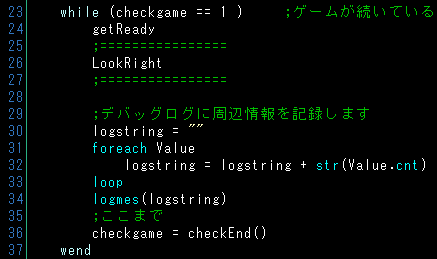 23 while (checkgame == 1 ) ;ゲームが続いている
24 getReady
25 ;================
26 LookRight
27 ;================
28
29 ;デバッグログに周辺情報を記録します
30 logstring = ""
31 foreach Value
32 logstring = logstring + str(Value.cnt)
33 loop
34 logmes(logstring)
35 ;ここまで
36 checkgame = checkEnd()
37 wend